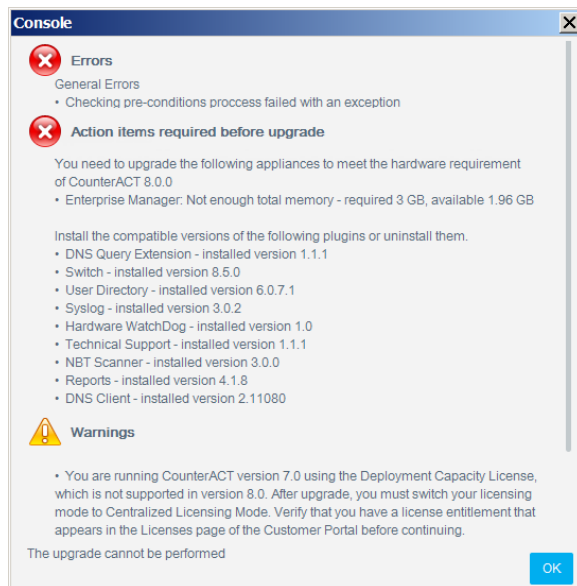 Console
Errors
General Errors
• Checking pre-conditions proccess failed with an exception
Action items required before upgrade
You need to upgrade the following appliances to meet the hardware requirement
of CounterACT 8.0.0
• Enterprise Manager: Not enough total memory - required 3 GB, available 1.96 GB
Install the compatible versions of the following plugins or uninstall them.
• DNS Query Extension - installed version 1.1.1
• Switch - installed version 8.5.0
• User Directory - installed version 6.0.7.1
• Syslog - installed version 3.0.2
• Hardware WatchDog - installed version 1.0
• Technical Support - installed version 1.1.1
• NBT Scanner - installed version 3.0.0
• Reports - installed version 4.1.8
• DNS Client - installed version 2.11080
Warnings
• You are running CounterACT version 7.0 using the Deployment Capacity License,
which is not supported in version 8.0. After upgrade, you must switch your licensing
mode to Centralized Licensing Mode. Verify that you have a license entitlement that
appears in the Licenses page of the Customer Portal before continuing.
The upgrade cannot be performed
OK